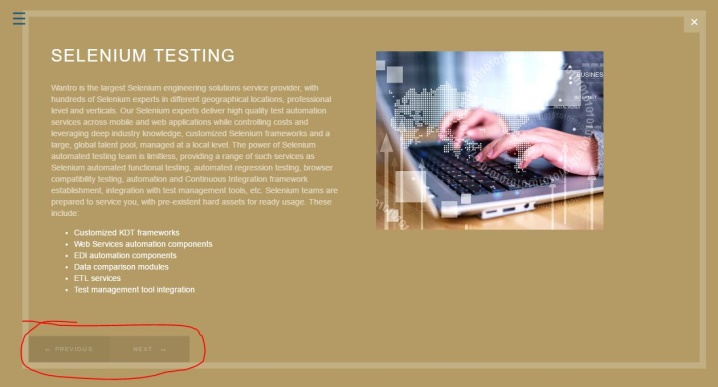 SELENIUM TESTING
Wantro is the largest Selenium engineering solutions service provider, with
hundreds of Selenium experts in different geographical locations, professional
level and verticals. Our Selenium experts deliver high quality test automation
services across mobile and web applications while controlling costs and
leveraging deep industry knowledge, customized Selenium frameworks and a
large, global talent pool, managed at a local level. The power of Selenium
automated testing team is limitless, providing a range of such services as
Selenium automated functional testing, automated regression testing, browser
compatibility testing, automation and Continuous Integration framework
establishment, integration with test management tools, etc. Selenium teams are
prepared to service you, with pre-existent hard assets for ready usage. These
include:
• Customized KDT frameworks
• Web Services automation components
• EDI automation components
• Data comparison modules
• ETL services
• Test management tool integration
BUSINES
← PREVIOUS
NEXT →